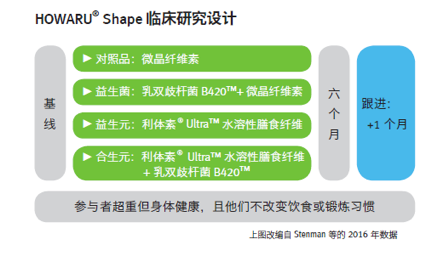 HOWARU® Shape 临床研究设计
基线
▶ 对照品：微晶纤维素
▶ 益生菌：乳双歧杆菌 B420™+ 微晶纤维素
▶ 益生元：利体素® Ultra™ 水溶性膳食纤维
▶ 合生元：利体素® Ultra™ 水溶性膳食纤维
+ 乳双歧杆菌 B420™
六个月
跟进：
+1 个月
参与者超重但身体健康，且他们不改变饮食或锻炼习惯
上图改编自 Stenman 等的 2016 年数据